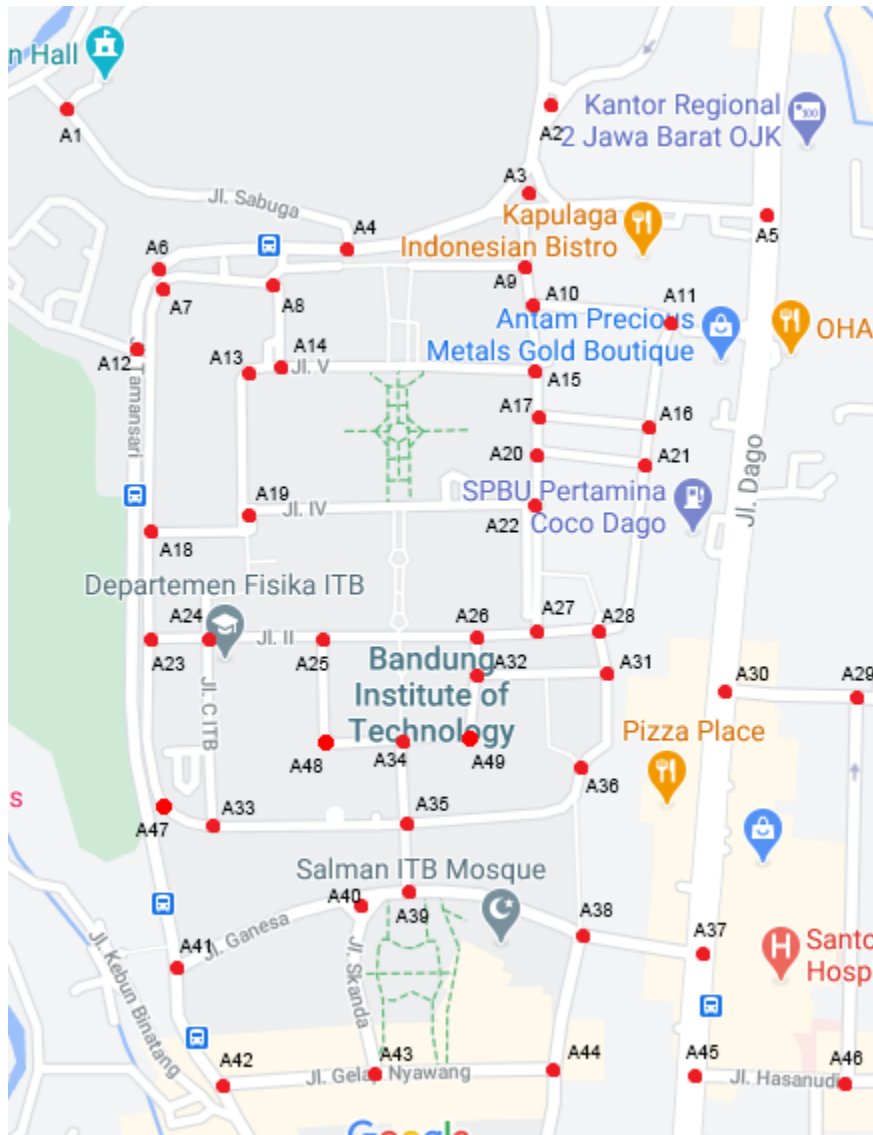 n Hall
A1
Kantor Regional
2 Jawa Barat OJK
A2
A3
Jl. Sabuga
A4
Kapulaga
Indonesian Bistro
A5
A6
A7
A8
A9
A10
A11
Antam Precious
Metals Gold Boutique
OHA
A12
A13
A14
Jl. V
A15
Tamansari
A17
A16
A20
A21
Jl. Dago
SPBU Pertamina
Coco Dago
A19
Jl. IV
A22
A18
Departemen Fisika ITB
A24
Jl. II
A26
A27
A28
A23
A25
Bandung
Institute of
Technology
A32
A31
A30
A29
Jl. C ITB
Pizza Place
A48
A34
A49
A36
s
A47
A33
A35
Salman ITB Mosque
A40
A39
A38
A37
Jl. Ganesa
A41
Jl. Kebun Binatang
Jl. Skanda
Santo
Hosp
A42
A43
A44
A45
A46
Jl. Gelap Nyawang
Jl. Hasanudi
Google